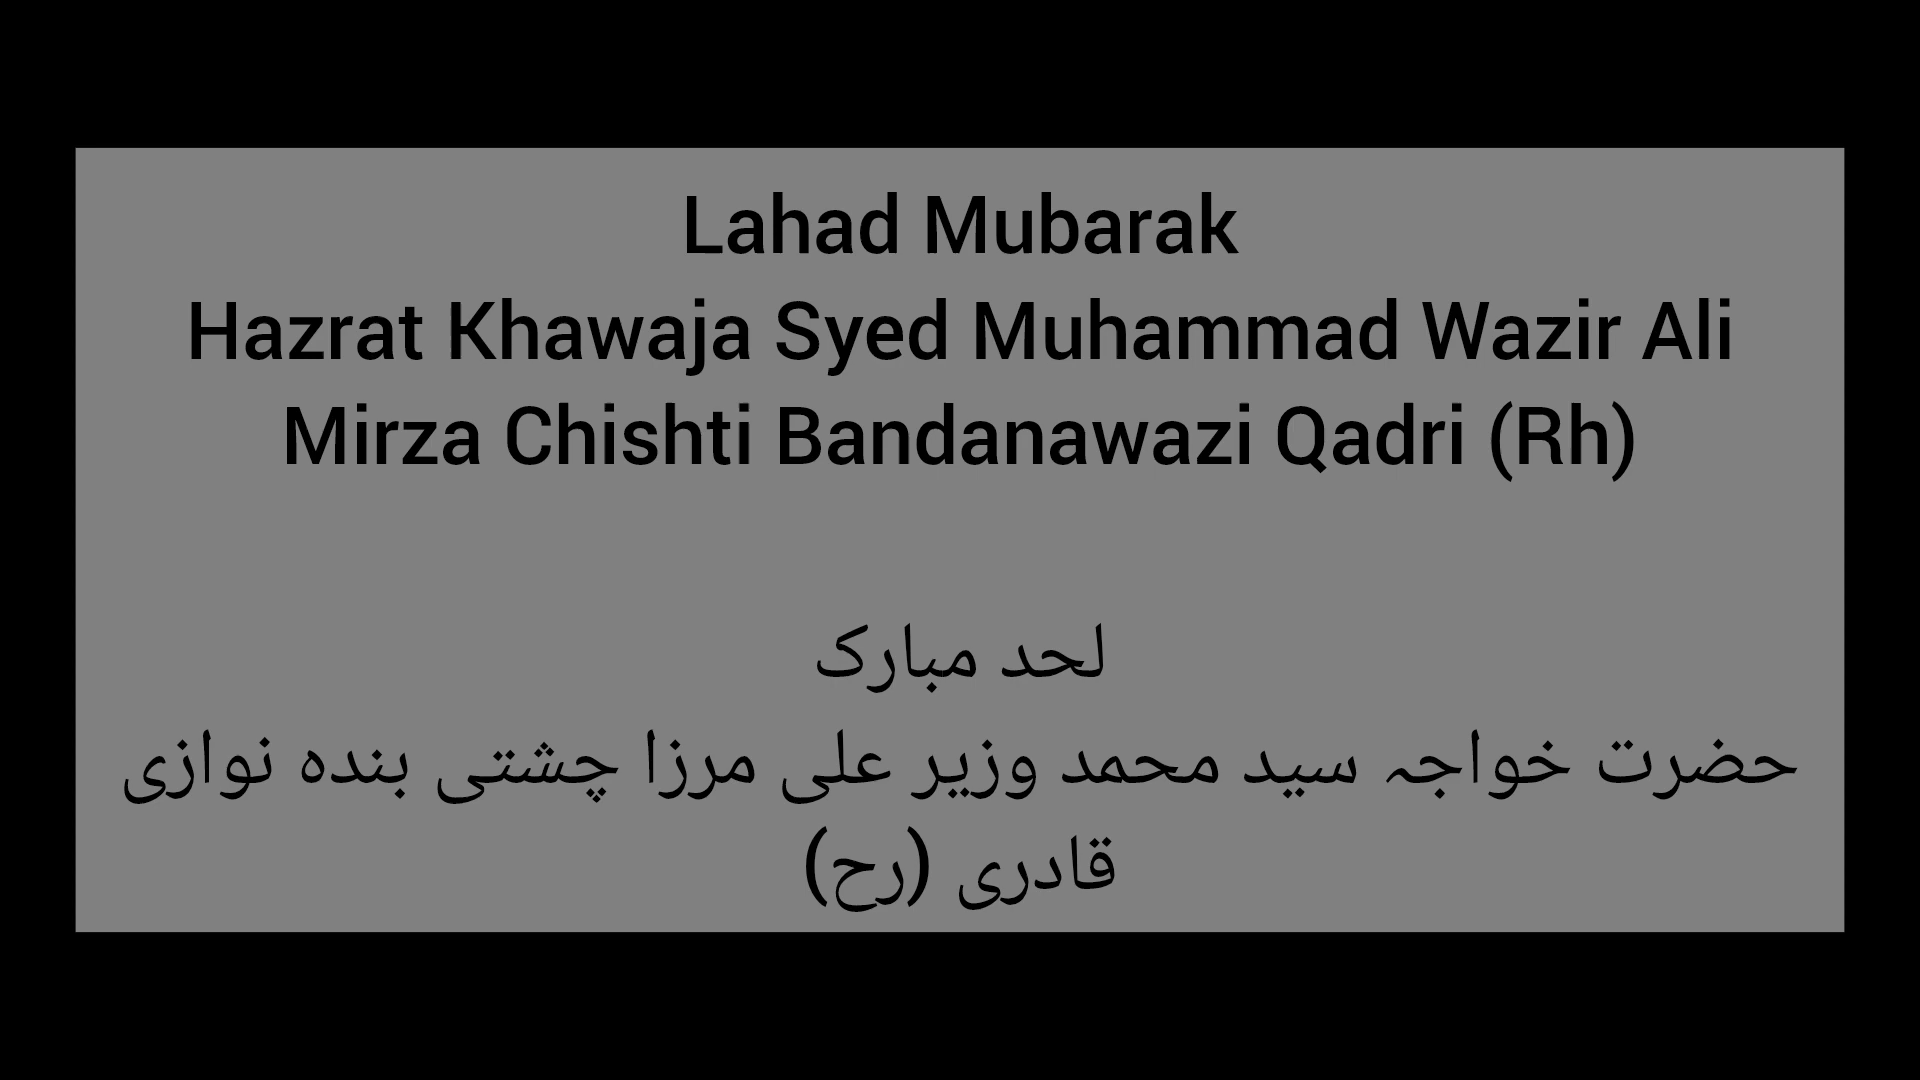 Lahad Mubarak
Hazrat Khawaja Syed Muhammad Wazir Ali
Mirza Chishti Bandanawazi Qadri (Rh)
لحد مبارک
حضرت خواجہ سید محمد وزیر علی مرزا چشتی بندہ نوازی
قادری (رح)